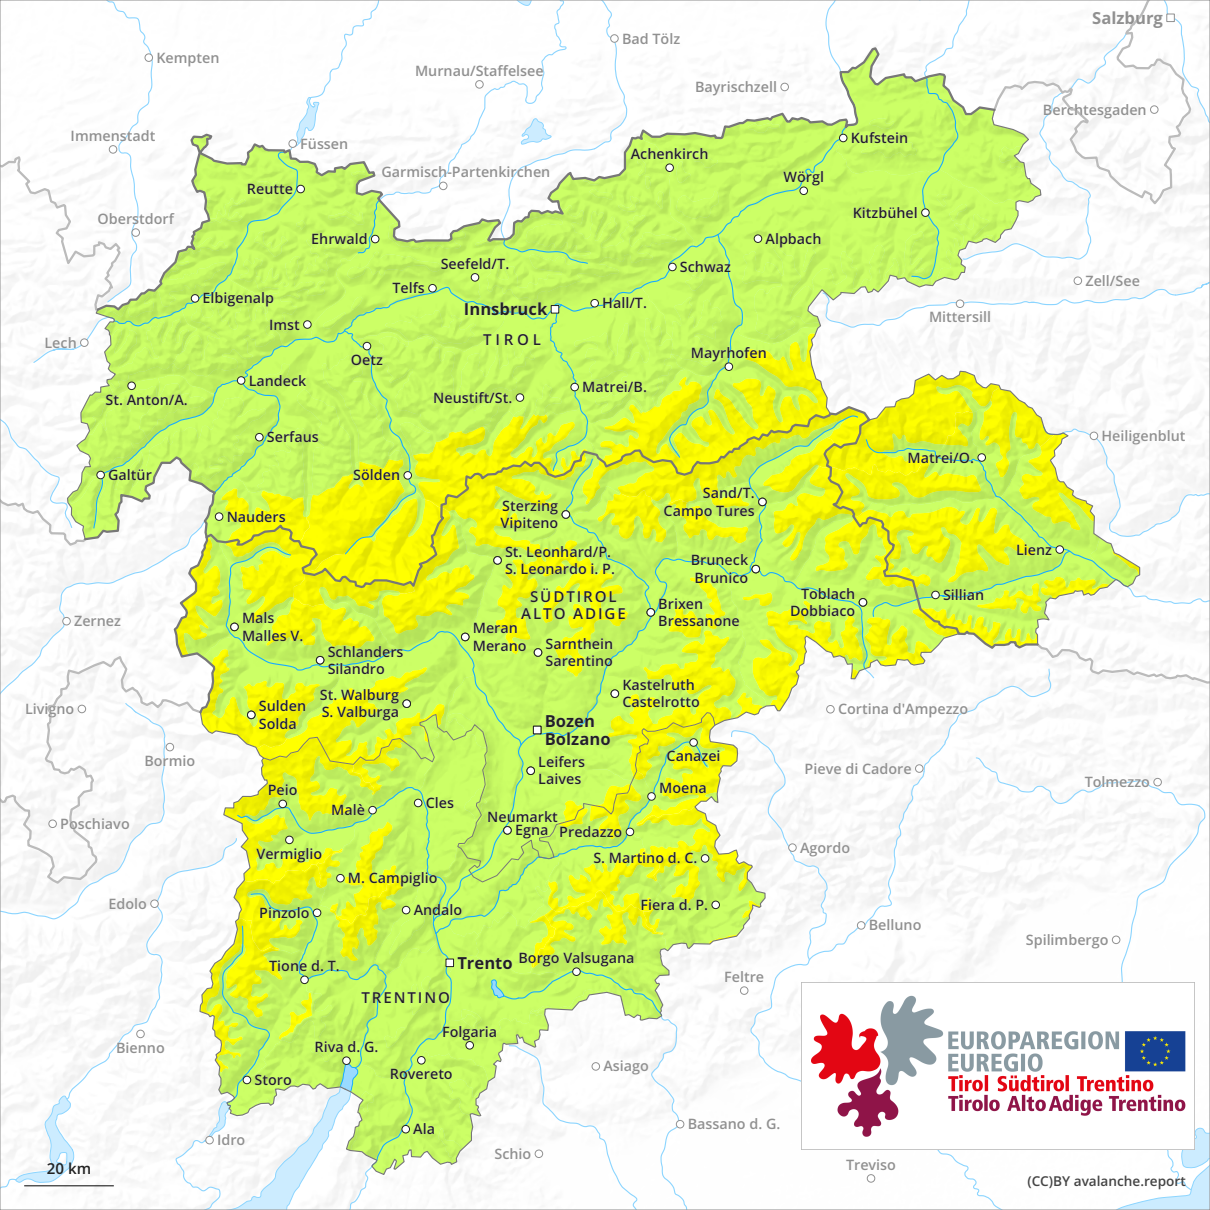 Salzburg
Bad Tölz
Kempten
Murnau/Staffelsee
Bayrischzell
Berchtesgaden
Immenstadt
Füssen
Kufstein
Achenkirch
Garmisch-Partenkirchen
Wörgl
Reutte
Oberstdorf
Kitzbühel
Ehrwald
Alpbach
Seefeld/T.
Schwaz
Zell/See
Telfs
Elbigenalp
Innsbruck
Hall/T.
Mittersill
Imst
TIROL
Lech
Oetz
Mayrhofen
Landeck
St. Anton/A.
Matrei/B.
Neustift/St.
Serfaus
Heiligenblut
Matrei/O.
Galtür
Sölden
Sand/T.
Campo Tures
Sterzing
Vipiteno
Nauders
St. Leonhard/P.
S. Leonardo i. P.
Lienz
Bruneck
Brunico
SÜDTIROL
ALTO ADIGE
Toblach
Dobbiaco
Sillian
Brixen
Bressanone
Zernez
Mals
Malles V.
Meran
Merano
Sarnthein
Sarentino
Schlanders
Silandro
Kastelruth
Castelrotto
St. Walburg
S. Valburga
Sulden
Solda
Livigno
Cortina d'Ampezzo
Bozen
Bolzano
Bormio
Canazei
Leifers
Laives
Pieve di Cadore
Tolmezzo
Peio
Moena
Malè
Cles
Neumarkt
Egna
Predazzo
Poschiavo
Vermiglio
Agordo
S. Martino d. C.
M. Campiglio
Edolo
Pinzolo
Andalo
Fiera d. P.
Belluno
Spilimbergo
Trento
Borgo Valsugana
Tione d. T.
Feltre
TRENTINO
Folgaria
Bienno
Riva d. G.
Rovereto
Asiago
Storo
EUROPAREGION
EUREGIO
Tirol Südtirol Trentino
Tirolo Alto Adige Trentino
Ala
Bassano d. G.
Idro
Schio
Treviso
20 km
(CC)BY avalanche.report